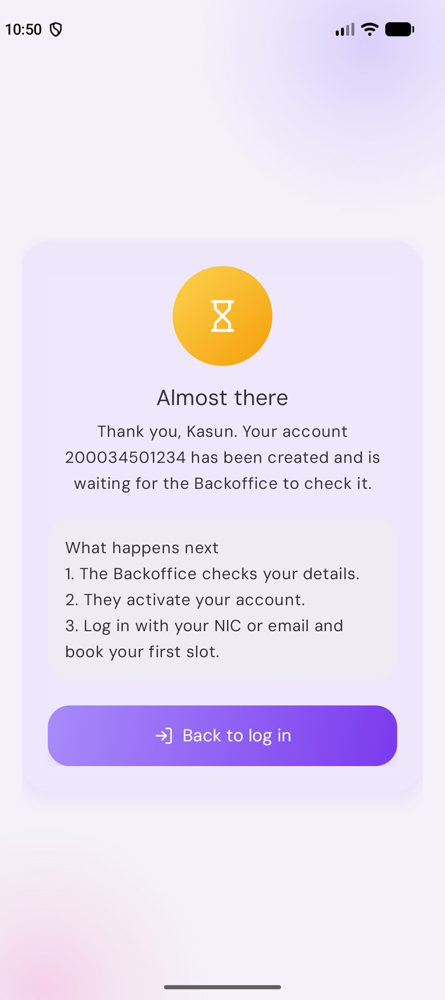 10:50
Almost there
Thank you, Kasun. Your account
200034501234 has been created and is
waiting for the Backoffice to check it.
What happens next
1. The Backoffice checks your details.
2. They activate your account.
3. Log in with your NIC or email and
book your first slot.
Back to log in